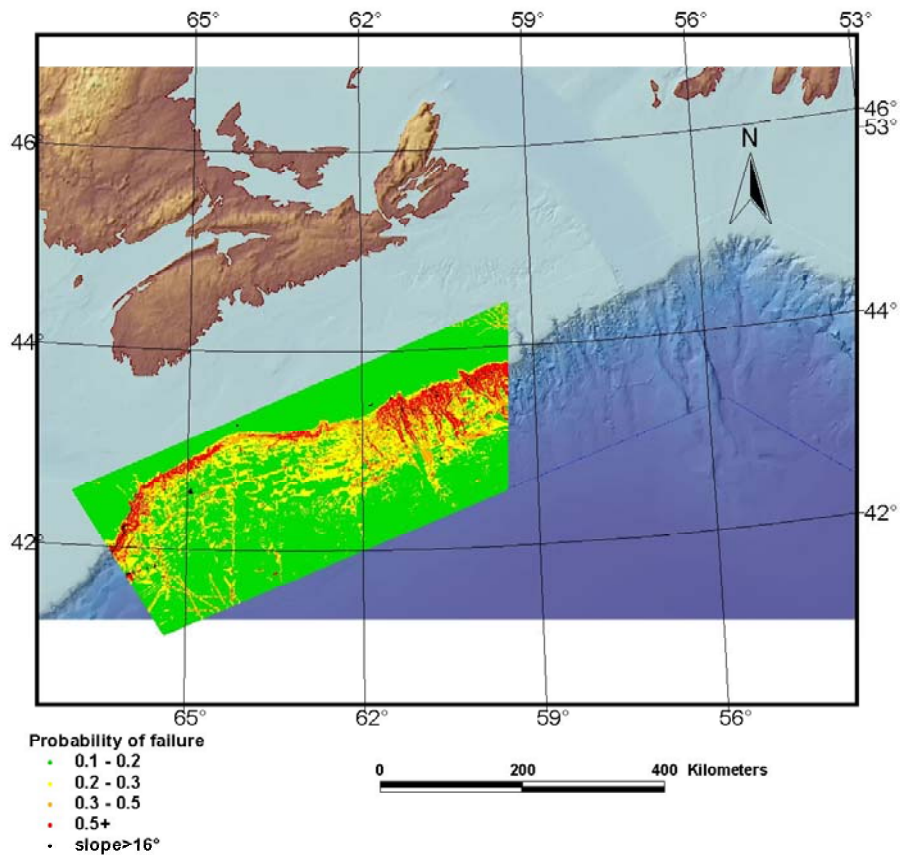 65° 62° 59° 56° 53°
46°
53°
N
46°
44°
44°
42°
42°
65° 62° 59° 56°
Probability of failure
0.1 - 0.2
0.2 - 0.3
0.3 - 0.5
0.5+
slope>16°
0 200 400 Kilometers